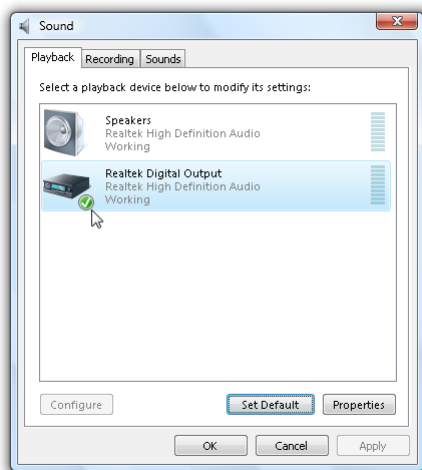 Sound
Playback Recording Sounds
Select a playback device below to modify its settings:
Speakers
Realtek High Definition Audio
Working
Realtek Digital Output
Realtek High Definition Audio
Working
Configure Set Default Properties
OK Cancel Apply